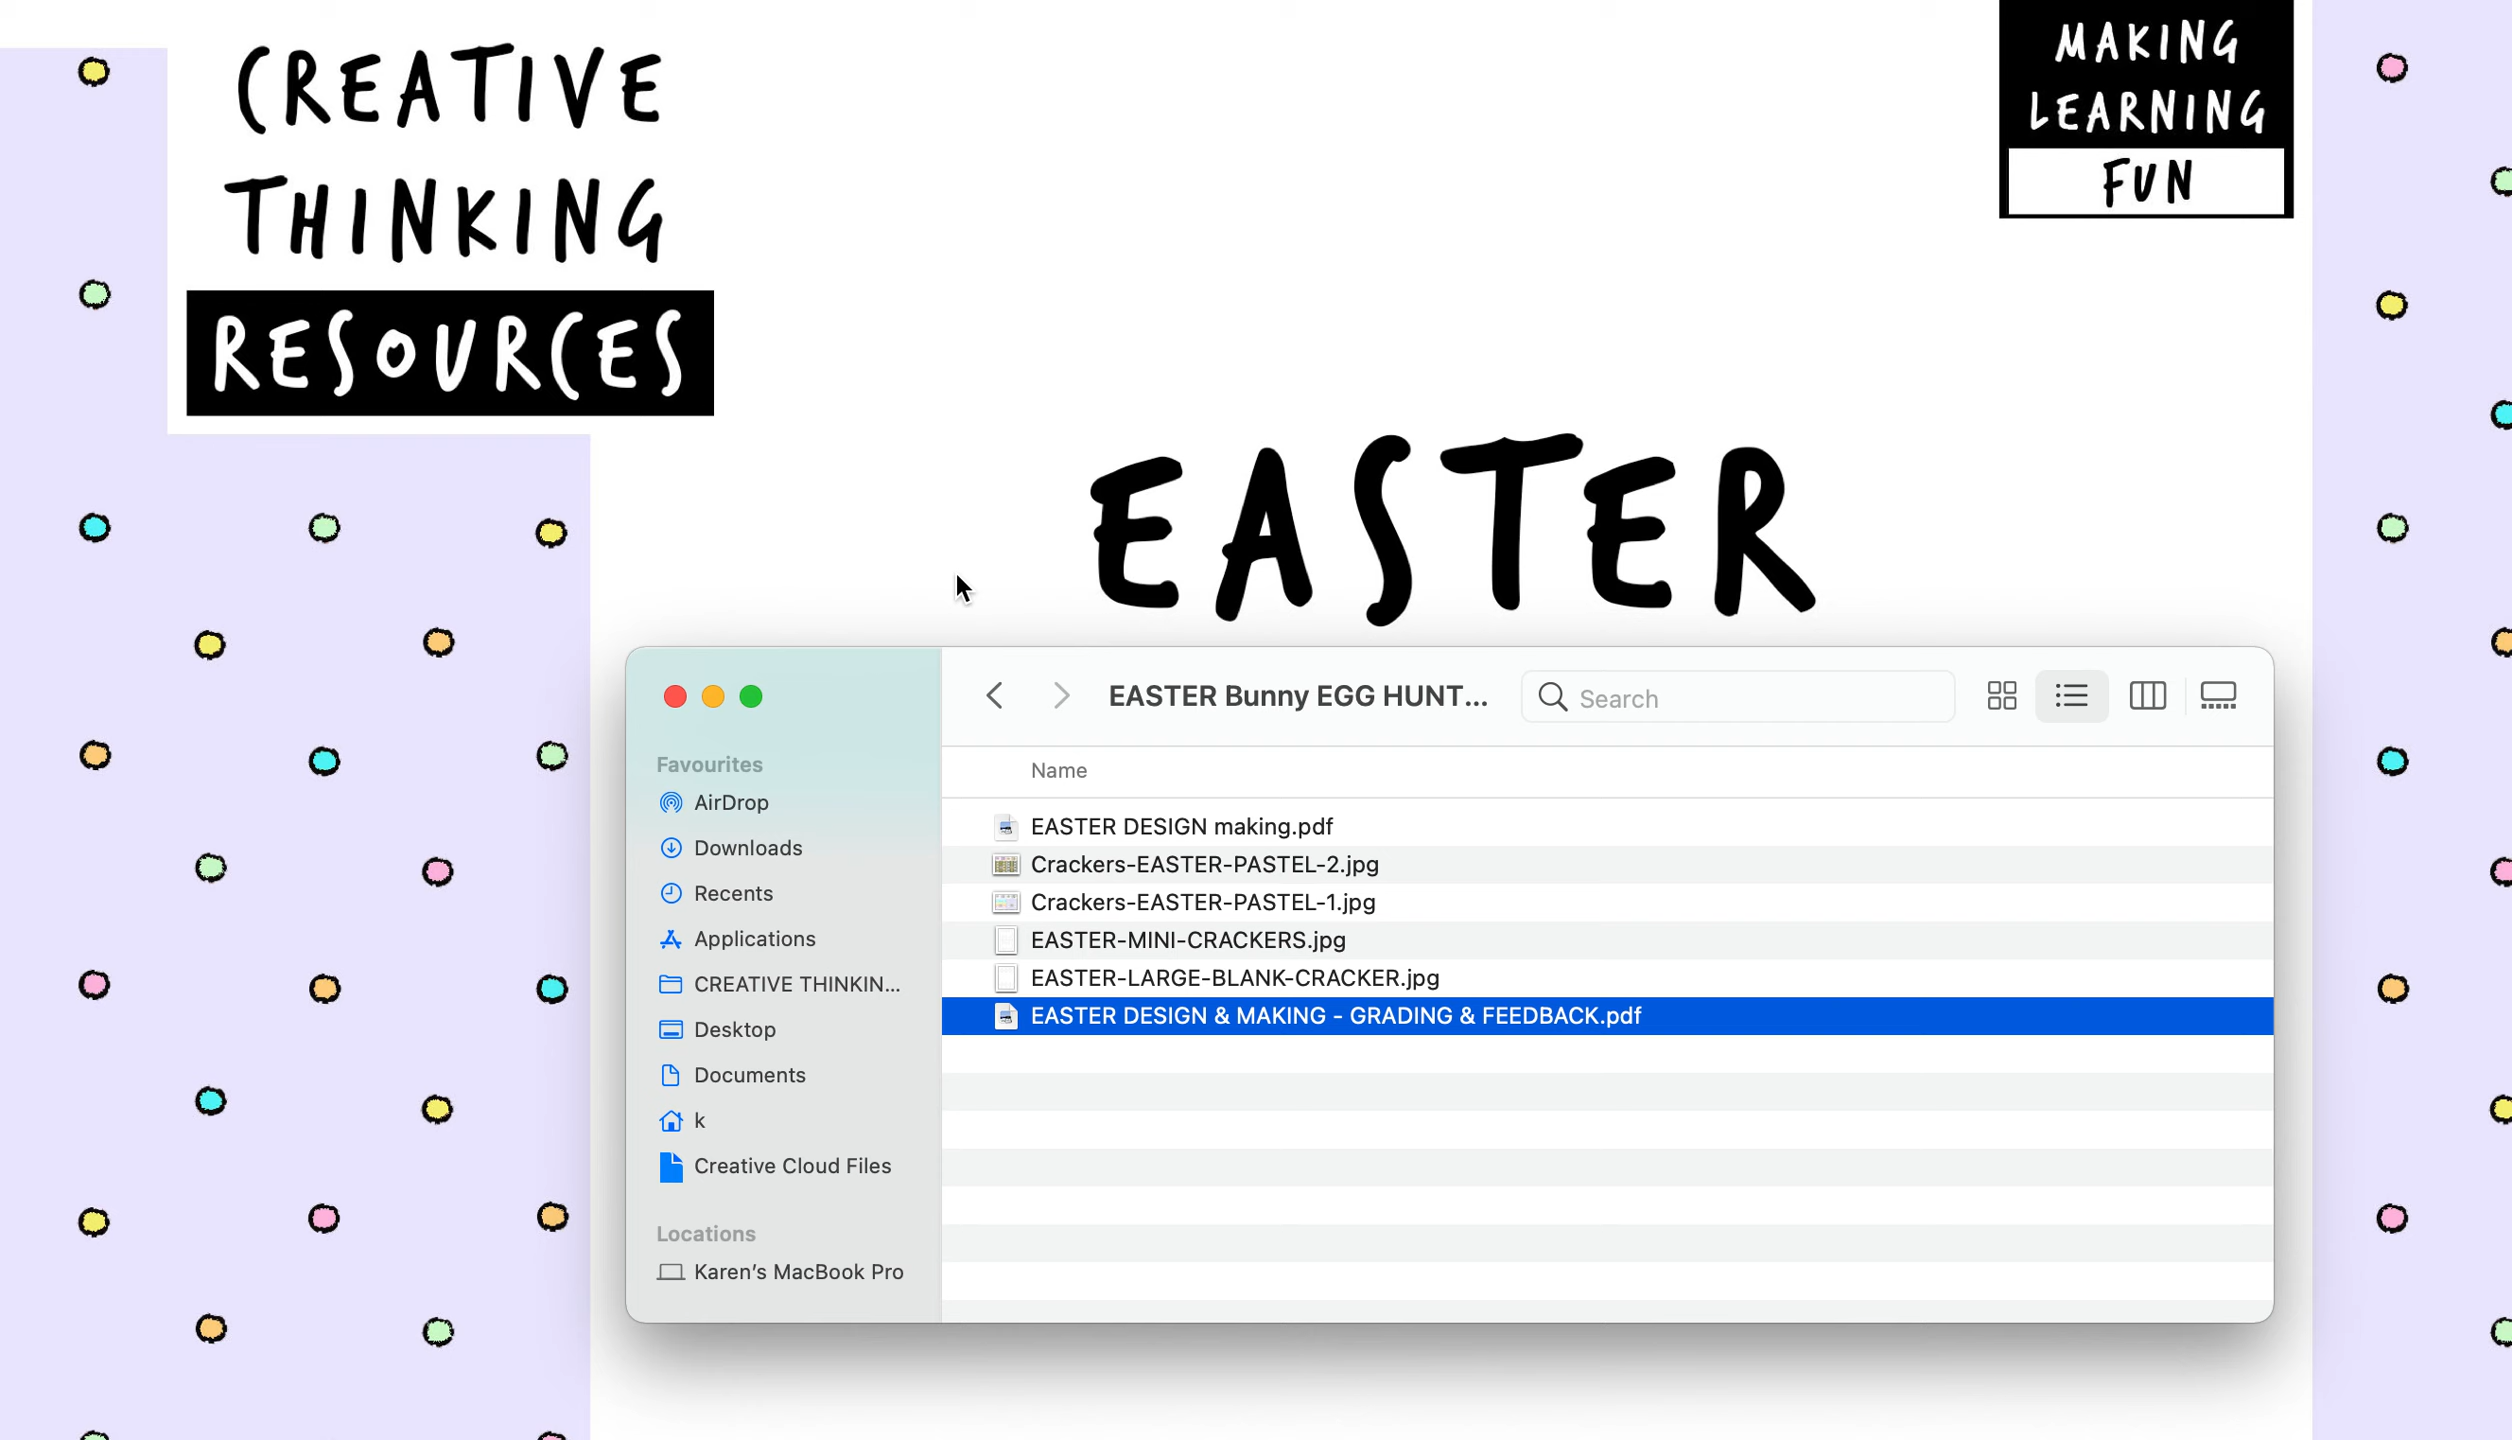 CREATIVE
THINKING
RESOURCES
MAKING
LEARNING
FUN
EASTER
EASTER Bunny EGG HUNT...
Search
Favourites
AirDrop
Downloads
Recents
Applications
CREATIVE THINKIN...
Desktop
Documents
k
Creative Cloud Files
Locations
Karen's MacBook Pro
Name
EASTER DESIGN making.pdf
Crackers-EASTER-PASTEL-2.jpg
Crackers-EASTER-PASTEL-1.jpg
EASTER-MINI-CRACKERS.jpg
EASTER-LARGE-BLANK-CRACKER.jpg
EASTER DESIGN & MAKING - GRADING & FEEDBACK.pdf